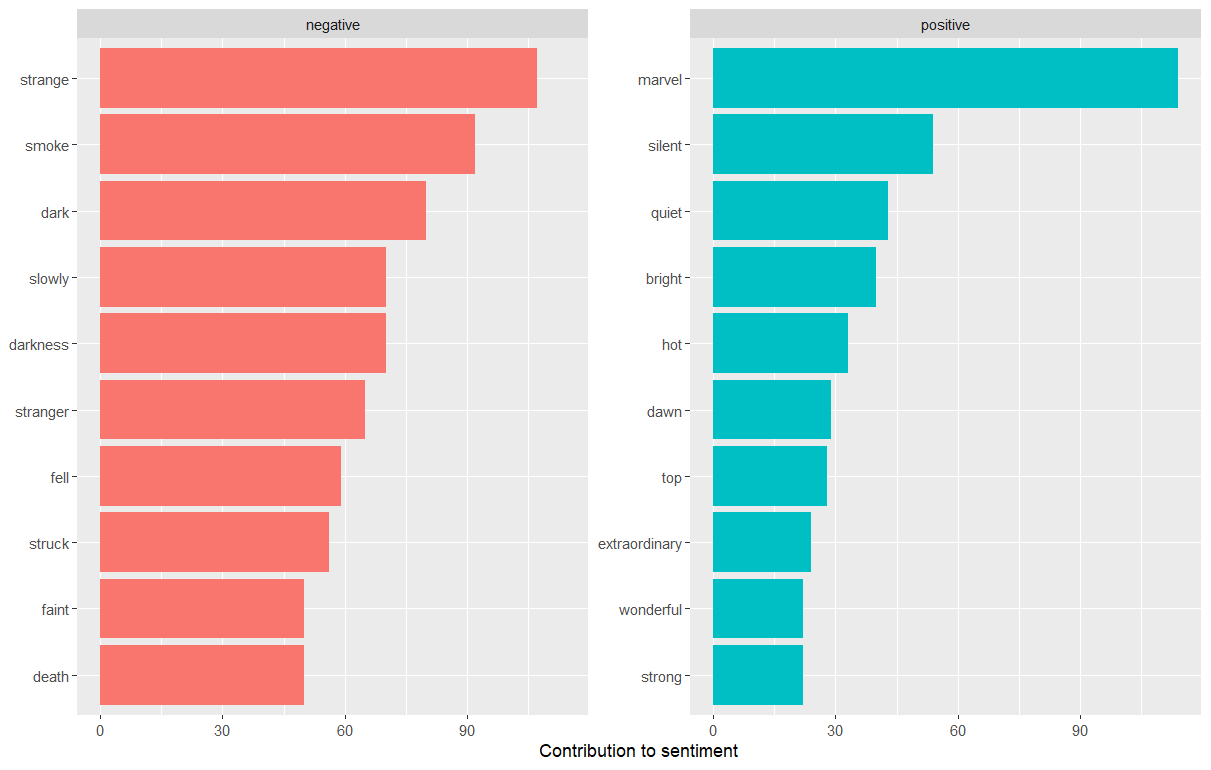 negative
strange
smoke
dark
slowly
darkness
stranger
fell
struck
faint
death
0 30 60 90
positive
marvel
silent
quiet
bright
hot
dawn
top
extraordinary
wonderful
strong
0 30 60 90
Contribution to sentiment